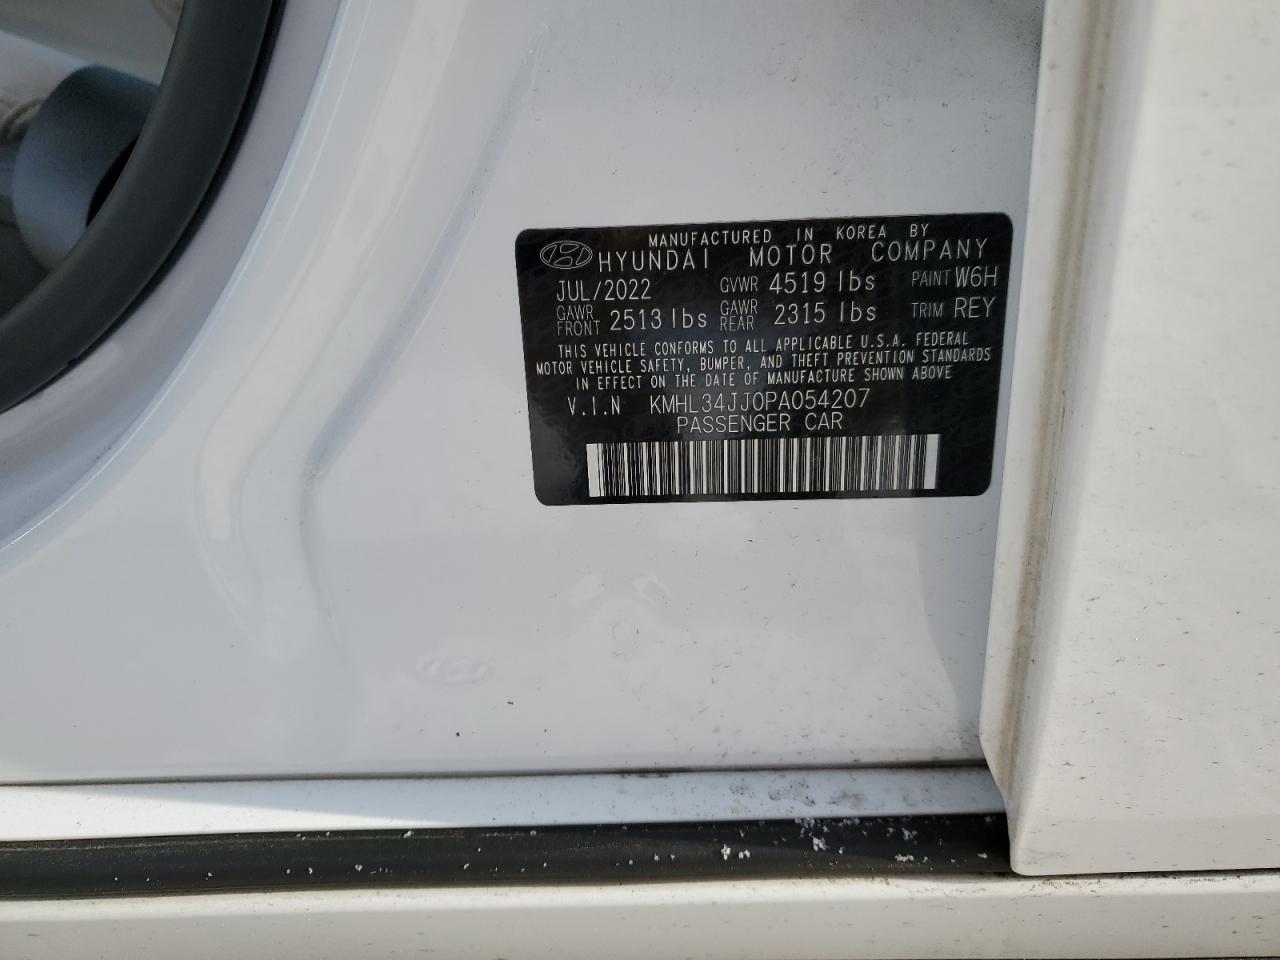 MANUFACTURED IN KOREA BY
HYUNDAI MOTOR COMPANY
JUL/2022 GVWR 4519 lbs PAINT W6H
GAWR FRONT 2513 lbs GAWR REAR 2315 lbs TRIM REY
THIS VEHICLE CONFORMS TO ALL APPLICABLE U.S.A. FEDERAL
MOTOR VEHICLE SAFETY, BUMPER, AND THEFT PREVENTION STANDARDS
IN EFFECT ON THE DATE OF MANUFACTURE SHOWN ABOVE
V.I.N KMHL34JJ0PA054207
PASSENGER CAR